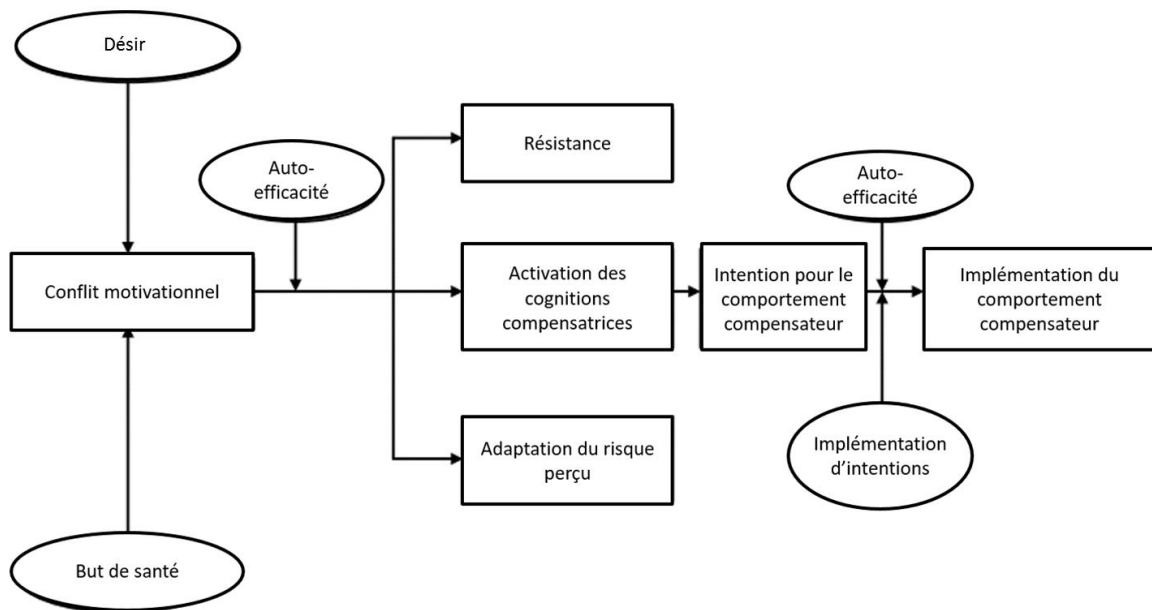 Désir
Résistance
Auto-
efficacité
Auto-
efficacité
Conflit motivationnel
Activation des
cognitions
compensatrices
Intention pour le
comportement
compensateur
Implémentation du
comportement
compensateur
Adaptation du risque
perçu
Implémentation
d’intentions
But de santé